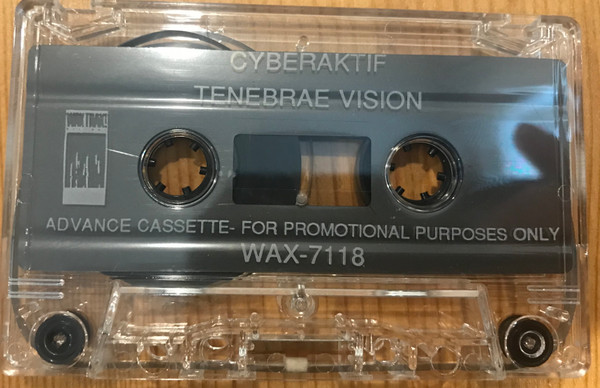 CYBERAKTIF
TENEBRAE VISION
ADVANCE CASSETTE- FOR PROMOTIONAL PURPOSES ONLY
WAX-7118